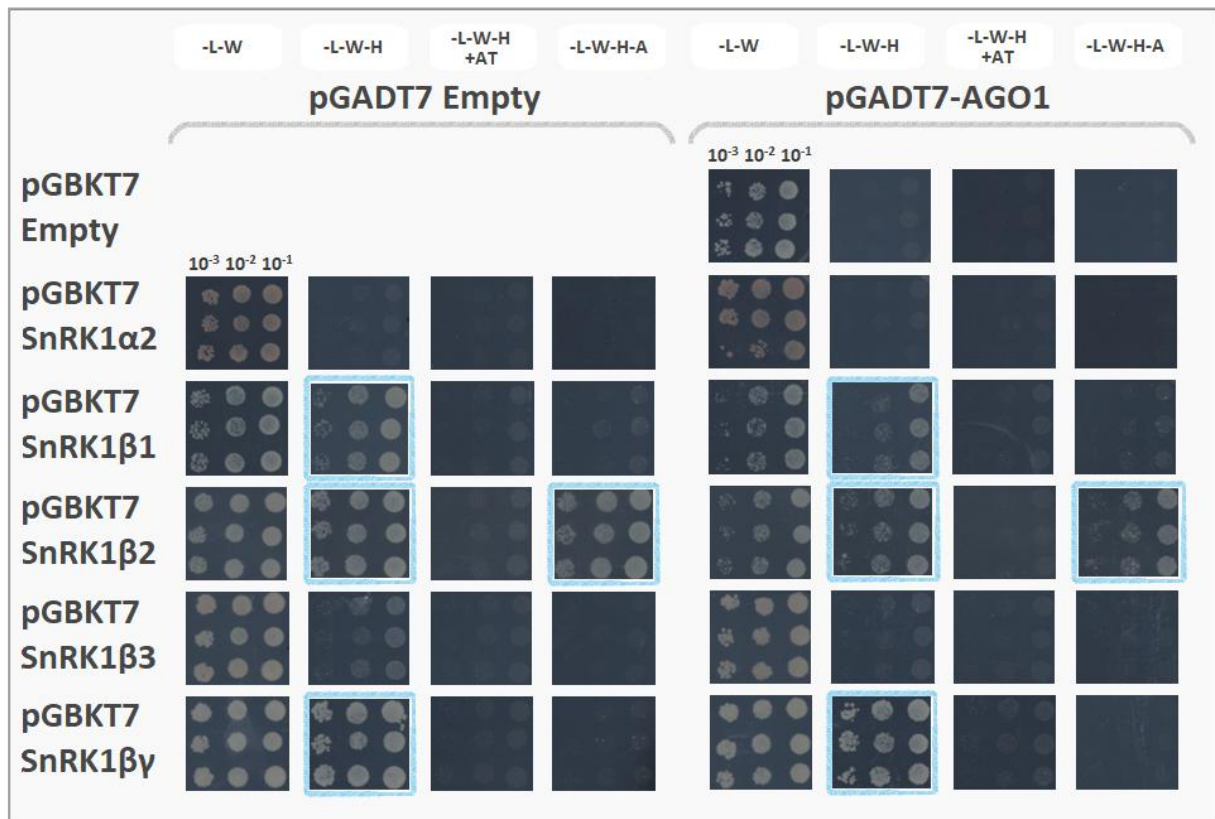 -L-W
-L-W-H
-L-W-H
+AT
-L-W-H-A
-L-W
-L-W-H
-L-W-H
+AT
-L-W-H-A
pGADT7 Empty
pGADT7-AGO1
10⁻³ 10⁻² 10⁻¹
pGBKT7
Empty
10⁻³ 10⁻² 10⁻¹
pGBKT7
SnRK1α2
pGBKT7
SnRK1β1
pGBKT7
SnRK1β2
pGBKT7
SnRK1β3
pGBKT7
SnRK1βγ